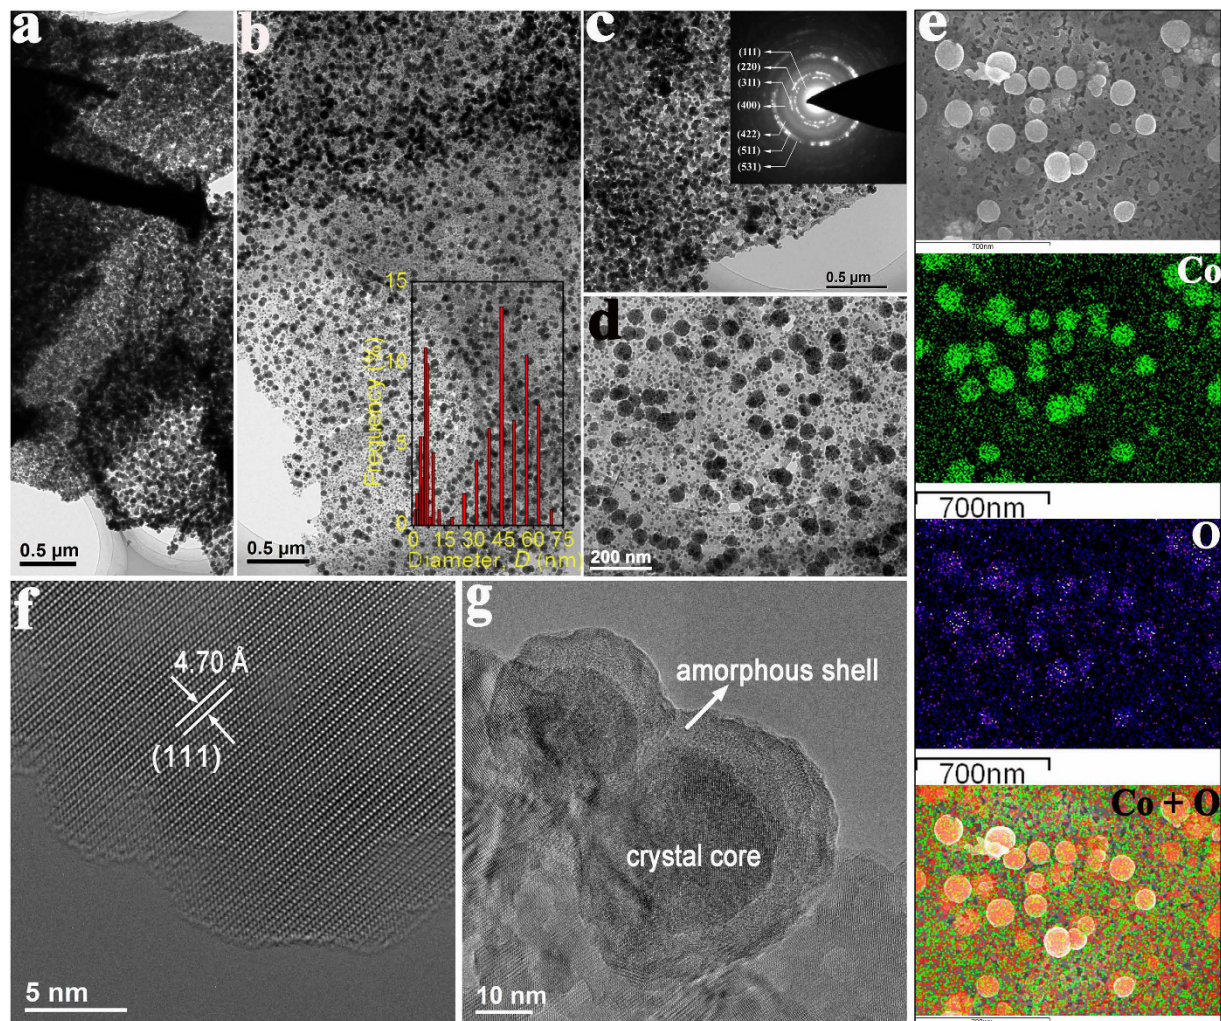 a
0.5 µm
b
15
10
5
0
Frequency (%)
0 15 30 45 60 75
Diameter, D (nm)
0.5 µm
c
(111)
(220)
(311)
(400)
(422)
(511)
(531)
0.5 µm
d
200 nm
e
700nm
Co
700nm
O
700nm
Co + O
700nm
f
4.70 Å
(111)
5 nm
g
amorphous shell
crystal core
10 nm